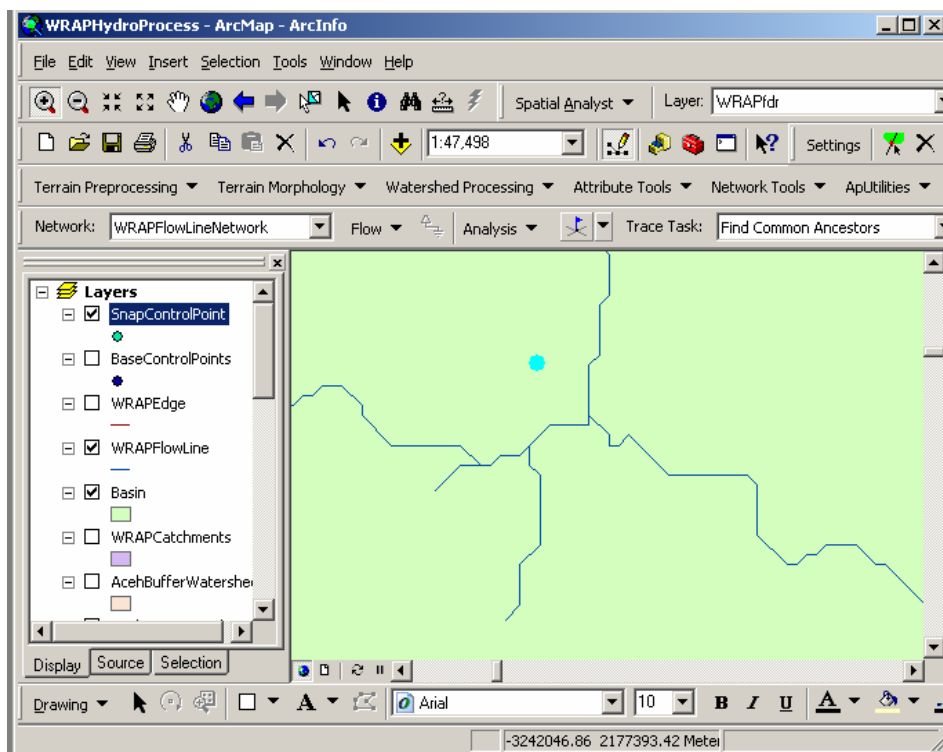 WRAPHydroProcess - ArcMap - ArcInfo
File Edit View Insert Selection Tools Window Help
Spatial Analyst Layer: WRAPfdr
1:47,498 Settings
Terrain Preprocessing Terrain Morphology Watershed Processing Attribute Tools Network Tools ApUtilities
Network: WRAPFlowLineNetwork Flow Analysis Trace Task: Find Common Ancestors
Layers
SnapControlPoint
BaseControlPoints
WRAPEdge
WRAPFlowLine
Basin
WRAPCatchments
AcehBufferWatershe
Display Source Selection
Drawing A Arial 10 B I U A
-3242046.86 2177393.42 Meter